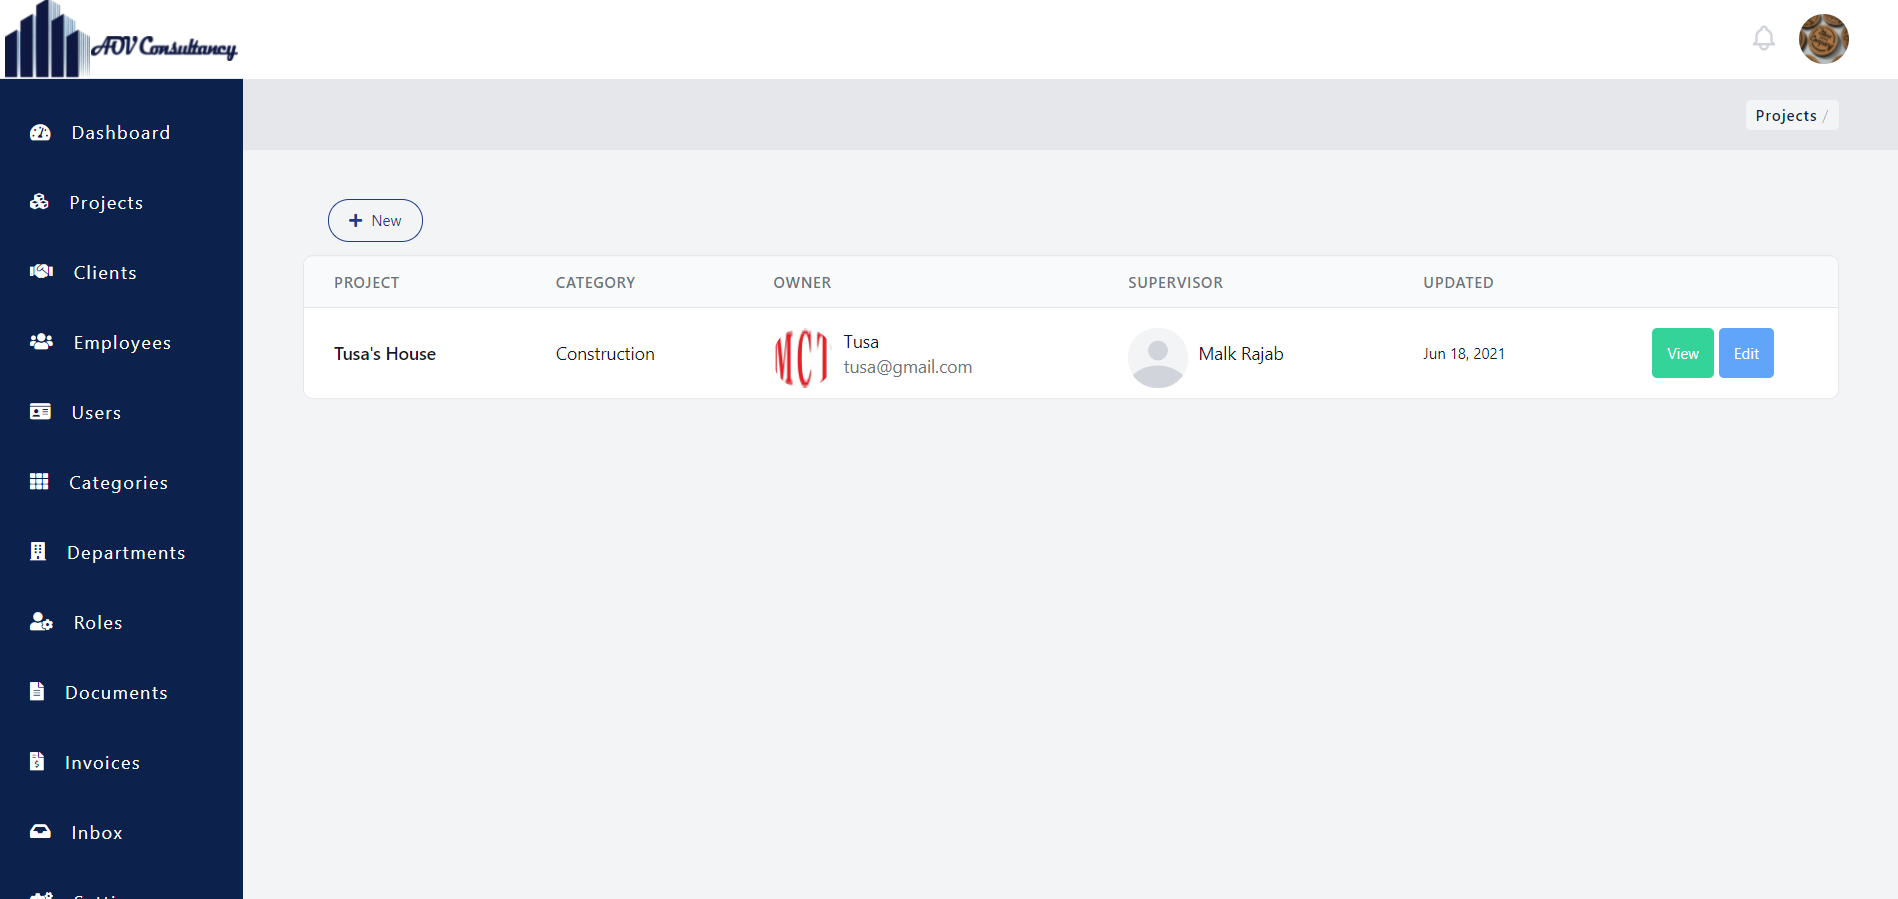 AOV Consultancy
Projects /
Dashboard
Projects
Clients
Employees
Users
Categories
Departments
Roles
Documents
Invoices
Inbox
New
PROJECT CATEGORY OWNER SUPERVISOR UPDATED
Tusa's House Construction Tusa Malk Rajab Jun 18, 2021 View Edit
tusa@gmail.com
MCT